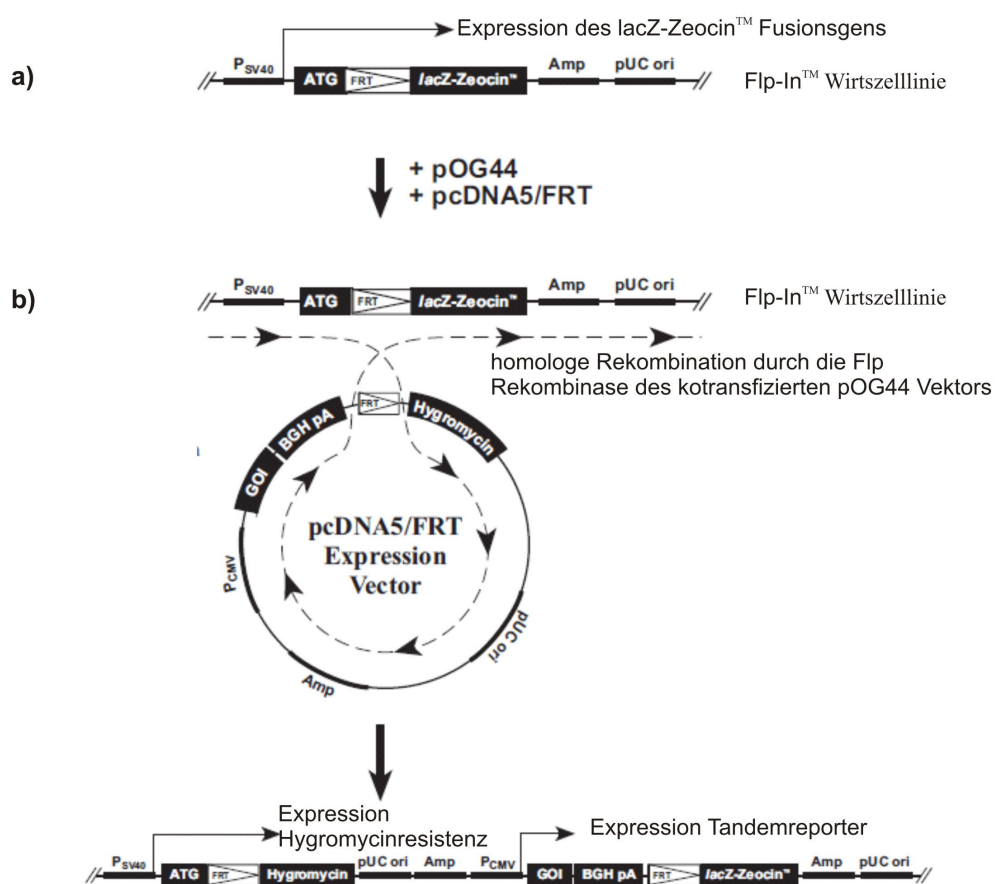 Expression des lacZ-Zeocin™ Fusionsgens
a)
PSV40 ATG FRT lacZ-Zeocin™ Amp pUC ori
Flp-In™ Wirtszelllinie
+ pOG44
+ pcDNA5/FRT
b)
PSV40 ATG FRT lacZ-Zeocin™ Amp pUC ori
Flp-In™ Wirtszelllinie
homologe Rekombination durch die Flp
Rekombinase des kotransfizierten pOG44 Vektors
FRT
Hygromycin
BGH pA
GOI
pcDNA5/FRT
Expression
Vector
PCMV
pUC ori
Amp
Expression
Hygromycinresistenz
Expression Tandemreporter
PSV40 ATG FRT Hygromycin pUC ori Amp PCMV GOI BGH pA FRT lacZ-Zeocin™ Amp pUC ori